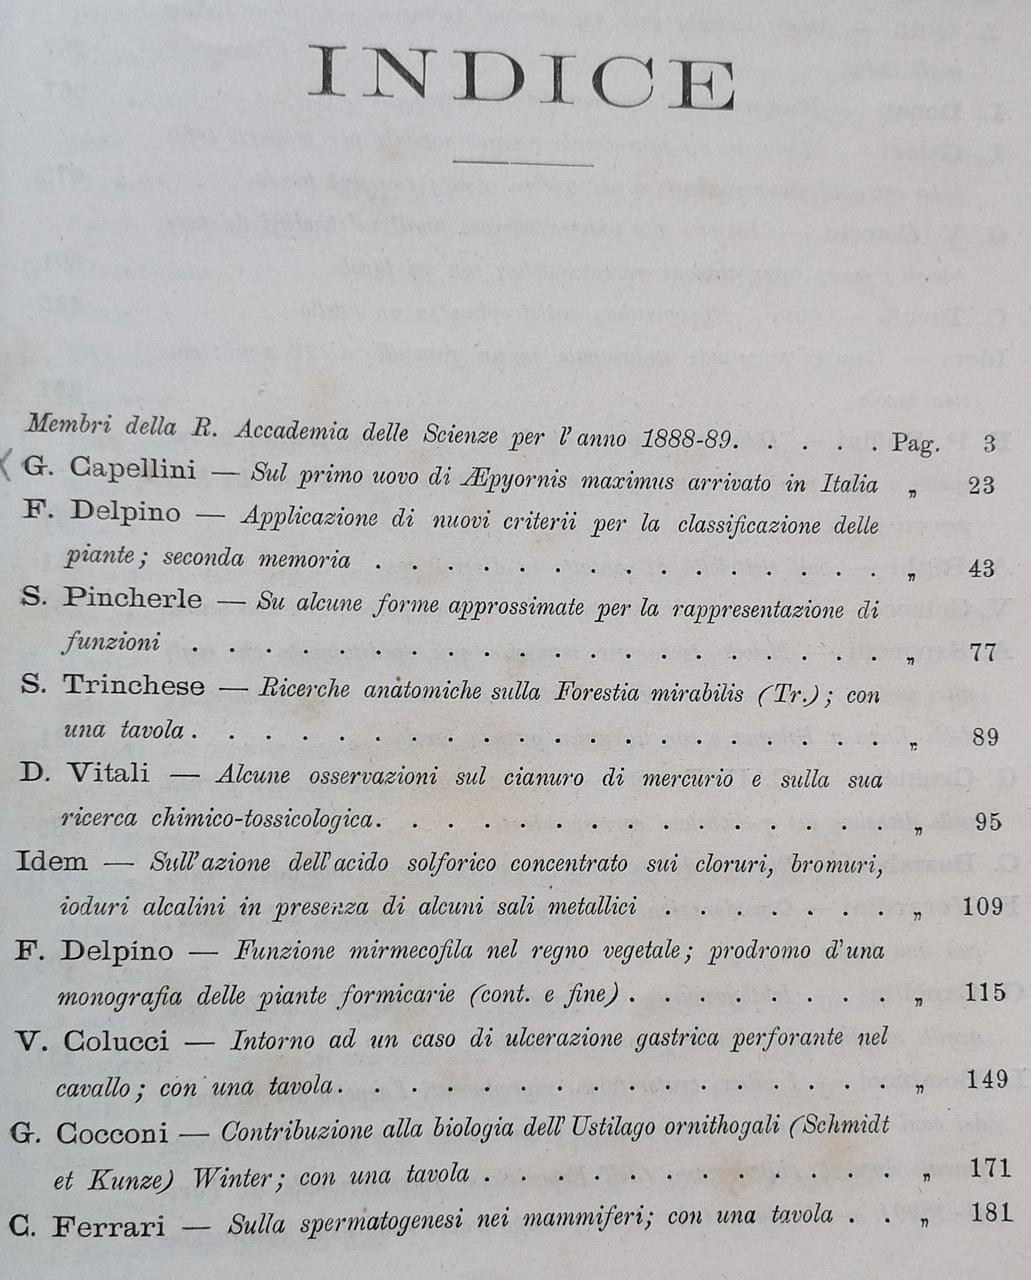 INDICE
Membri della R. Accademia delle Scienze per l'anno 1888-89. . . . . Pag. 3
G. Capellini — Sul primo uovo di Æpyornis maximus arrivato in Italia „ 23
F. Delpino — Applicazione di nuovi criterii per la classificazione delle
piante; seconda memoria . . . . . . . . . . . . . . . „ 43
S. Pincherle — Su alcune forme approssimate per la rappresentazione di
funzioni . . . . . . . . . . . . . . . . . . . . „ 77
S. Trinchese — Ricerche anatomiche sulla Forestia mirabilis (Tr.); con
una tavola . . . . . . . . . . . . . . . . . . . . „ 89
D. Vitali — Alcune osservazioni sul cianuro di mercurio e sulla sua
ricerca chimico-tossicologica. . . . . . . . . . . . . . . „ 95
Idem — Sull'azione dell'acido solforico concentrato sui cloruri, bromuri,
ioduri alcalini in presenza di alcuni sali metallici . . . . . . . „ 109
F. Delpino — Funzione mirmecofila nel regno vegetale; prodromo d'una
monografia delle piante formicarie (cont. e fine) . . . . . . . . „ 115
V. Colucci — Intorno ad un caso di ulcerazione gastrica perforante nel
cavallo; con una tavola. . . . . . . . . . . . . . . . „ 149
G. Cocconi — Contribuzione alla biologia dell'Ustilago ornithogali (Schmidt
et Kunze) Winter; con una tavola . . . . . . . . . . . . „ 171
C. Ferrari — Sulla spermatogenesi nei mammiferi; con una tavola . . „ 181